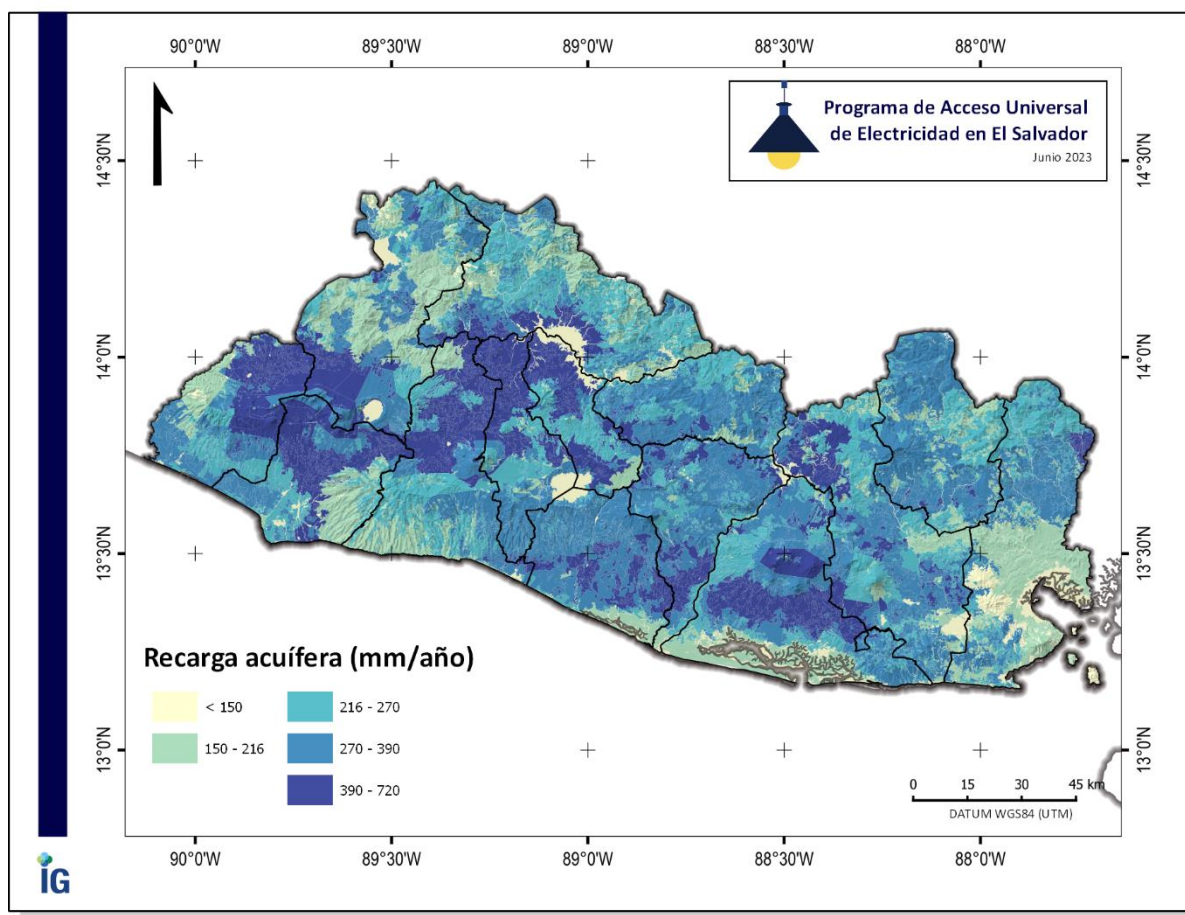 90°0'W 89°30'W 89°0'W 88°30'W 88°0'W
Programa de Acceso Universal
de Electricidad en El Salvador
Junio 2023
14°30'N 14°30'N
14°0'N 14°0'N
13°30'N 13°30'N
Recarga acuífera (mm/año)
< 150 216 - 270
150 - 216 270 - 390
390 - 720
13°0'N 13°0'N
0 15 30 45 km
DATUM WGS84 (UTM)
90°0'W 89°30'W 89°0'W 88°30'W 88°0'W
IG